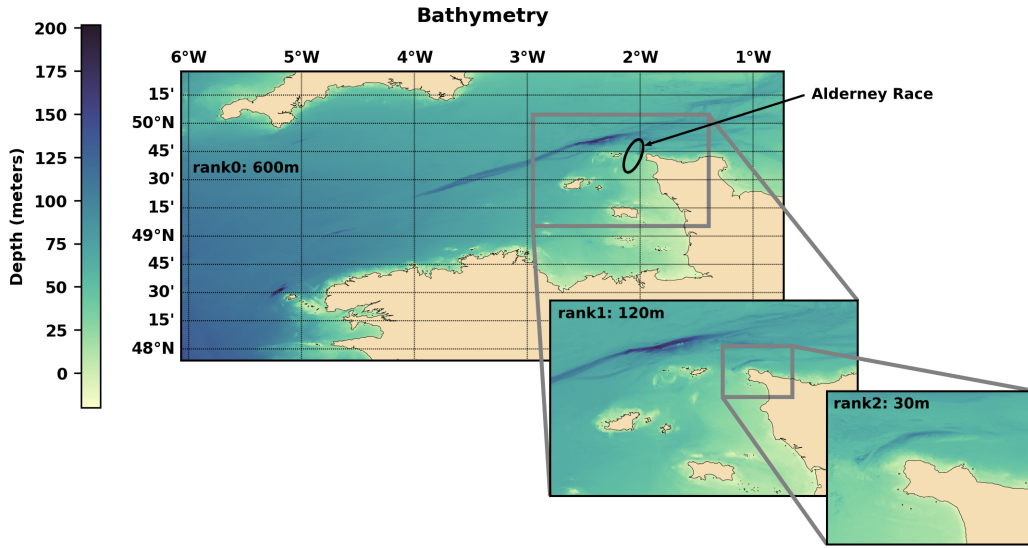 Bathymetry
6°W 5°W 4°W 3°W 2°W 1°W
Depth (meters)
200
175
150
125
100
75
50
25
0
15'
50°N
45'
30'
15'
49°N
45'
30'
15'
48°N
Alderney Race
rank0: 600m
rank1: 120m
rank2: 30m